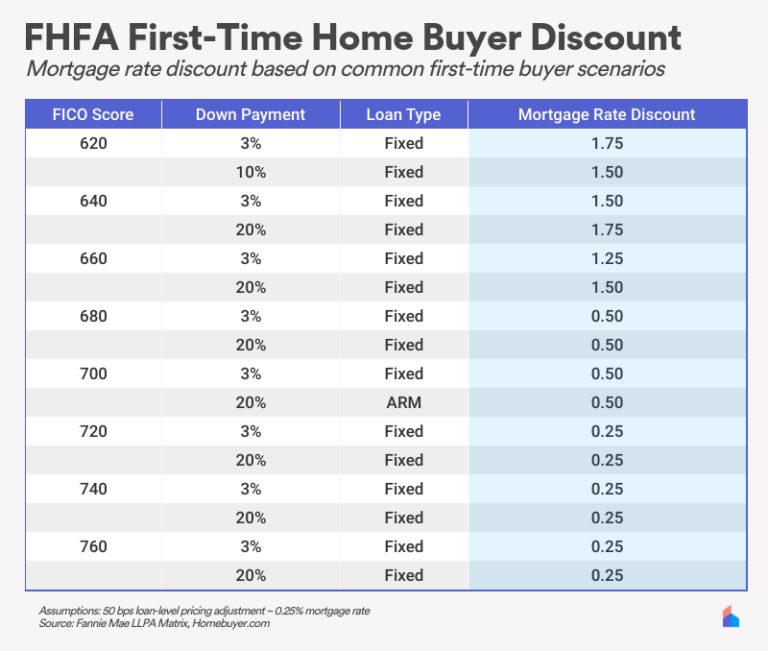 FHFA First-Time Home Buyer Discount
Mortgage rate discount based on common first-time buyer scenarios
FICO Score Down Payment Loan Type Mortgage Rate Discount
620 3% Fixed 1.75
10% Fixed 1.50
640 3% Fixed 1.50
20% Fixed 1.75
660 3% Fixed 1.25
20% Fixed 1.50
680 3% Fixed 0.50
20% Fixed 0.50
700 3% Fixed 0.50
20% ARM 0.50
720 3% Fixed 0.25
20% Fixed 0.25
740 3% Fixed 0.25
20% Fixed 0.25
760 3% Fixed 0.25
20% Fixed 0.25
Assumptions: 50 bps loan-level pricing adjustment ~ 0.25% mortgage rate
Source: Fannie Mae LLPA Matrix, Homebuyer.com